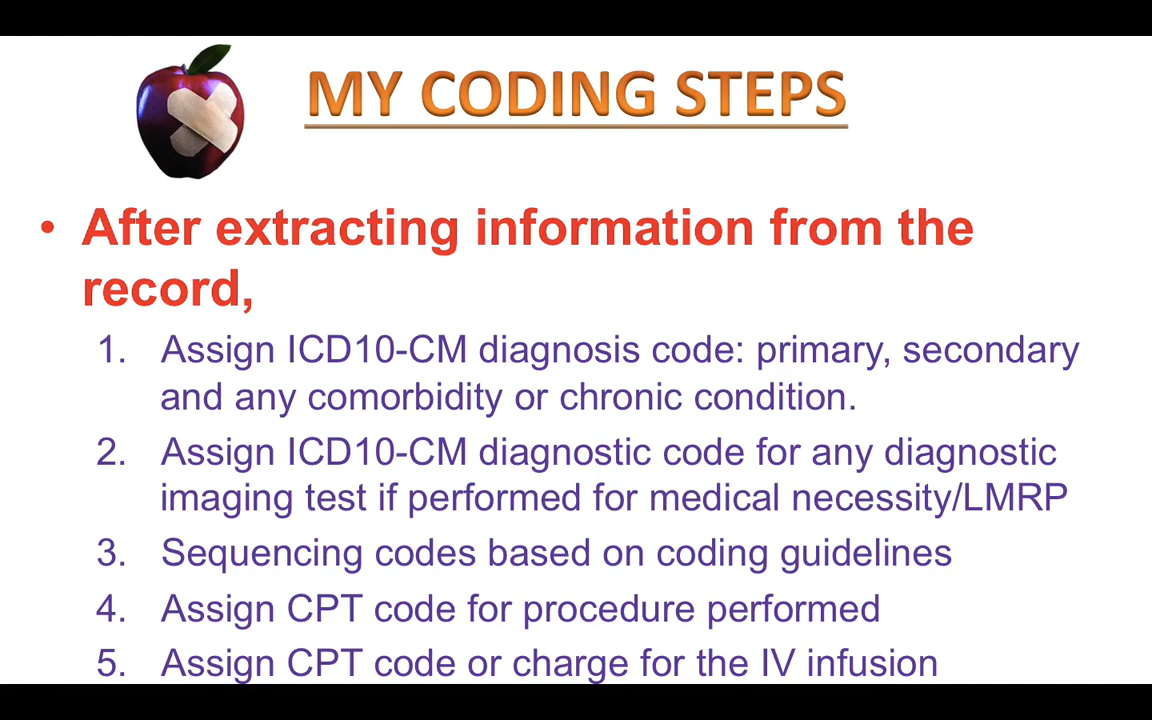 MY CODING STEPS
• After extracting information from the
record,
1. Assign ICD10-CM diagnosis code: primary, secondary
and any comorbidity or chronic condition.
2. Assign ICD10-CM diagnostic code for any diagnostic
imaging test if performed for medical necessity/LMRP
3. Sequencing codes based on coding guidelines
4. Assign CPT code for procedure performed
5. Assign CPT code or charge for the IV infusion